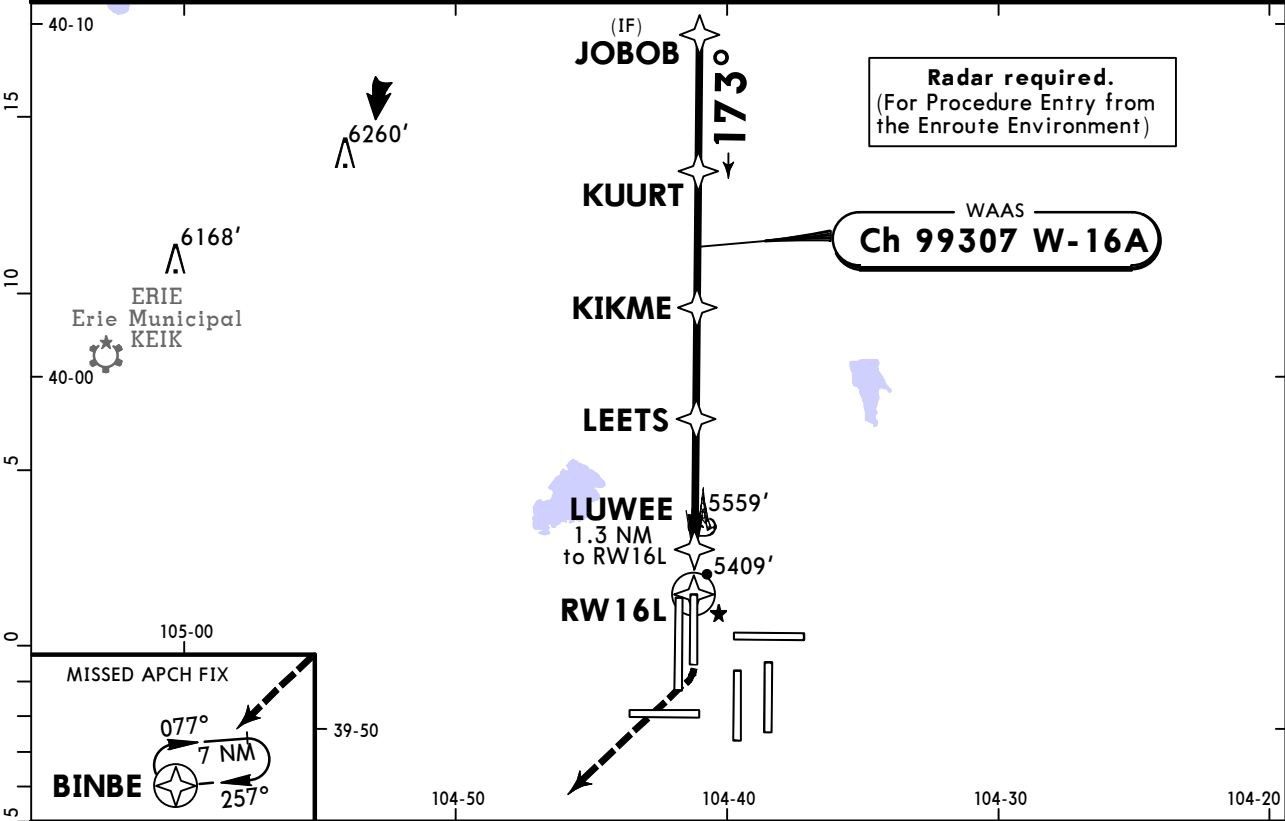 40-10
(IF)
JOBOB
173°
Radar required.
(For Procedure Entry from
the Enroute Environment)
15
6260'
KUURT
WAAS
Ch 99307 W-16A
6168'
10
ERIE
Erie Municipal
KEIK
KIKME
40-00
LEETS
5
LUWEE
1.3 NM
to RW16L
5559'
5409'
RW16L
0
105-00
MISSED APCH FIX
077°
7 NM
BINBE
257°
39-50
5
104-50
104-40
104-30
104-20